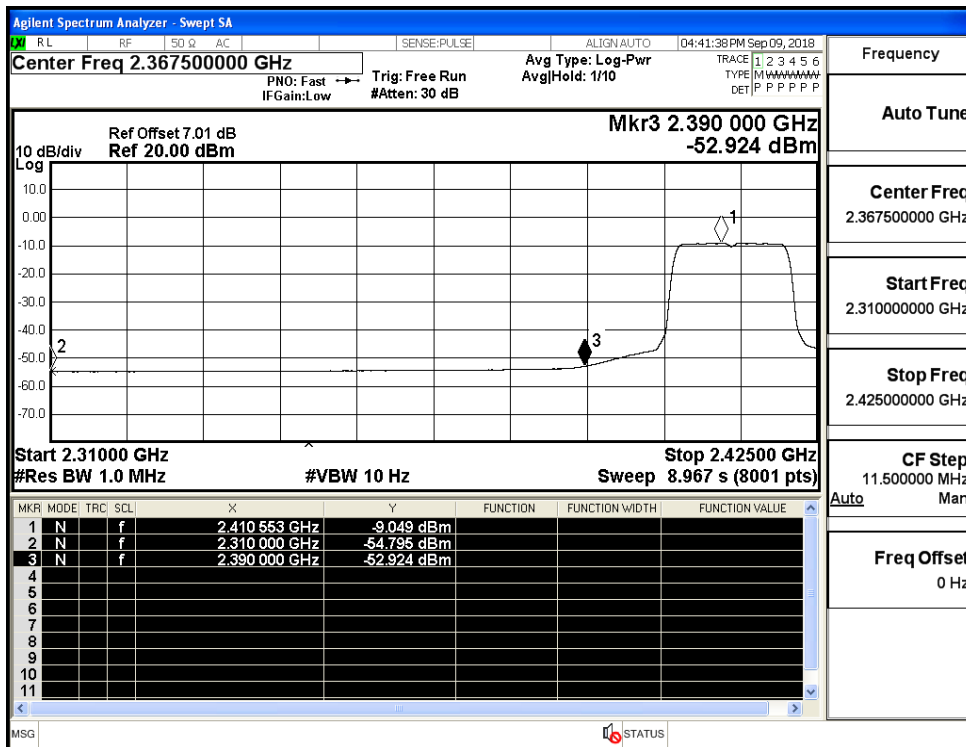 Agilent Spectrum Analyzer - Swept SA
LXI RL RF 50 Ω AC SENSE:PULSE ALIGN AUTO 04:41:38 PM Sep 09, 2018
Center Freq 2.367500000 GHz
PNO: Fast
IFGain:Low
Trig: Free Run
#Atten: 30 dB
Avg Type: Log-Pwr
Avg|Hold: 1/10
TRACE 1 2 3 4 5 6
TYPE M WWWWW
DET P P P P P P
Ref Offset 7.01 dB
10 dB/div Ref 20.00 dBm
Log
Mkr3 2.390 000 GHz
-52.924 dBm
10.0
0.00
-10.0
-20.0
-30.0
-40.0
-50.0
-60.0
-70.0
1
2
3
Start 2.31000 GHz Stop 2.42500 GHz
#Res BW 1.0 MHz #VBW 10 Hz Sweep 8.967 s (8001 pts)
MKR MODE TRC SCL X Y FUNCTION FUNCTION WIDTH FUNCTION VALUE
1 N f 2.410 553 GHz -9.049 dBm
2 N f 2.310 000 GHz -54.795 dBm
3 N f 2.390 000 GHz -52.924 dBm
4
5
6
7
8
9
10
11
MSG STATUS
Frequency
Auto Tune
Center Freq
2.367500000 GHz
Start Freq
2.310000000 GHz
Stop Freq
2.425000000 GHz
CF Step
11.500000 MHz
Auto Man
Freq Offset
0 Hz